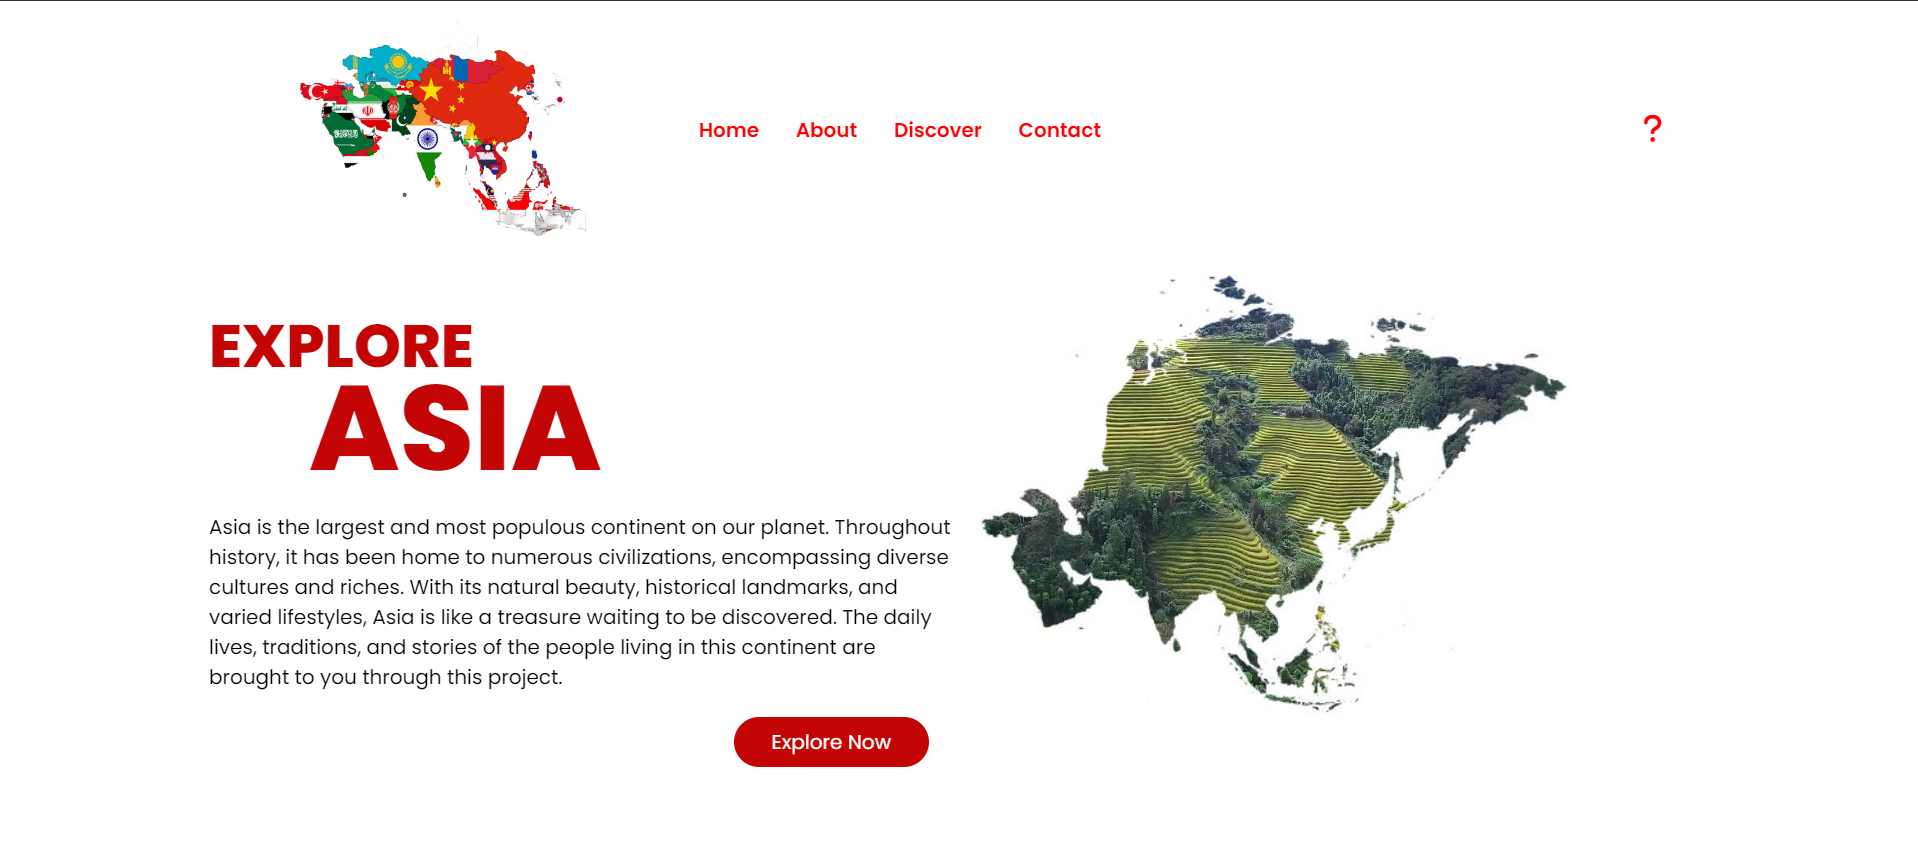 Home About Discover Contact ?
EXPLORE
ASIA
Asia is the largest and most populous continent on our planet. Throughout
history, it has been home to numerous civilizations, encompassing diverse
cultures and riches. With its natural beauty, historical landmarks, and
varied lifestyles, Asia is like a treasure waiting to be discovered. The daily
lives, traditions, and stories of the people living in this continent are
brought to you through this project.
Explore Now